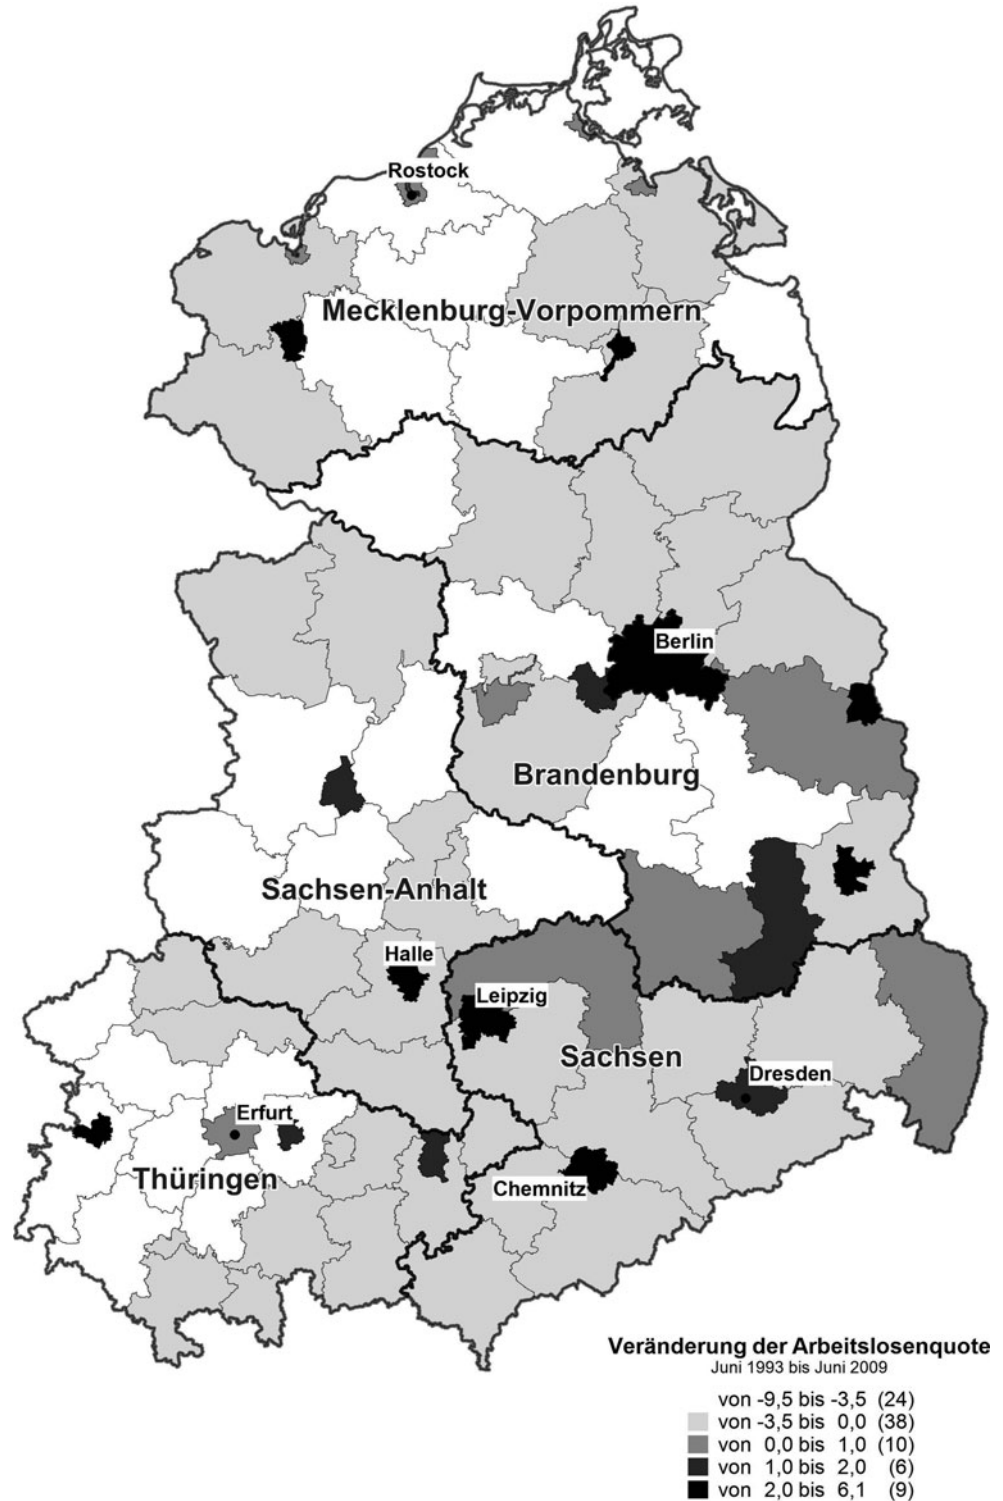 Rostock
Mecklenburg-Vorpommern
Berlin
Brandenburg
Sachsen-Anhalt
Halle
Leipzig
Sachsen
Dresden
Erfurt
Thüringen
Chemnitz
Veränderung der Arbeitslosenquote
Juni 1993 bis Juni 2009
von -9,5 bis -3,5 (24)
von -3,5 bis 0,0 (38)
von 0,0 bis 1,0 (10)
von 1,0 bis 2,0 (6)
von 2,0 bis 6,1 (9)